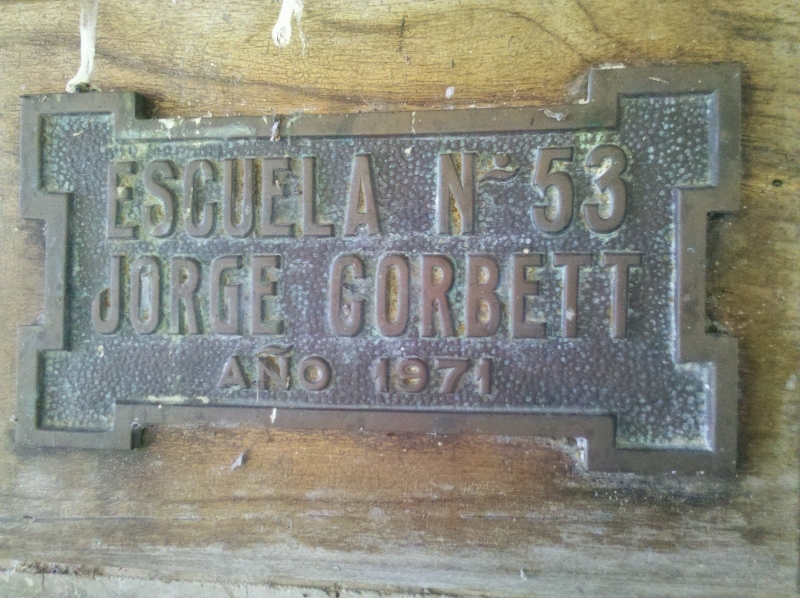 ESCUELA Nº 53
JORGE CORBETT
AÑO 1971